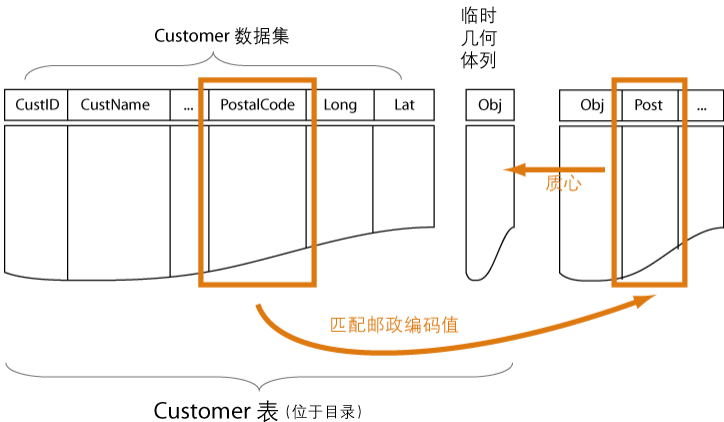 Customer 数据集
临时
几何
体列
CustID CustName ... PostalCode Long Lat Obj Obj Post ...
质心
匹配邮政编码值
Customer 表 (位于目录)